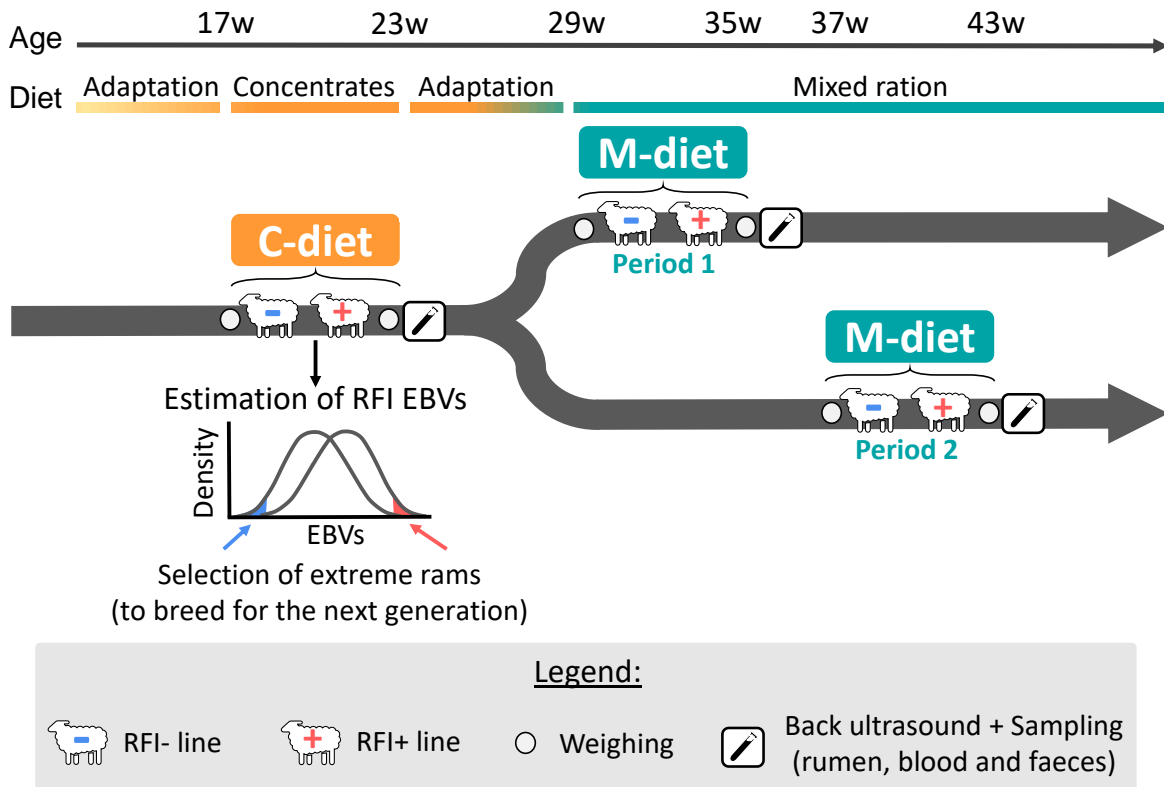 Age
17w 23w 29w 35w 37w 43w
Diet
Adaptation Concentrates Adaptation Mixed ration
M-diet
- +
Period 1
C-diet
- +
M-diet
- +
Period 2
Estimation of RFI EBVs
Density
EBVs
Selection of extreme rams
(to breed for the next generation)
Legend:
- RFI- line
+ RFI+ line
Weighing
Back ultrasound + Sampling
(rumen, blood and faeces)